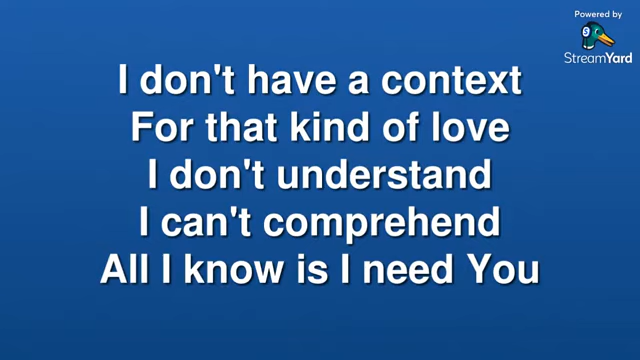 Powered by
StreamYard
I don't have a context
For that kind of love
I don't understand
I can't comprehend
All I know is I need You